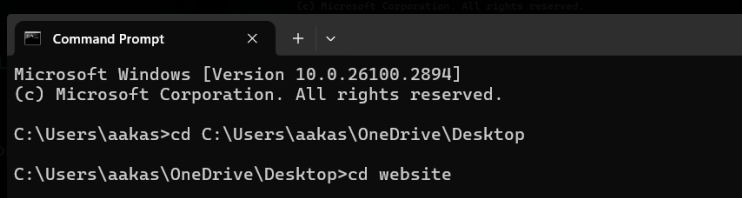 (c) Microsoft Corporation. All rights reserved.
Command Prompt
Microsoft Windows [Version 10.0.26100.2894]
(c) Microsoft Corporation. All rights reserved.
C:\Users\aakas>cd C:\Users\aakas\OneDrive\Desktop
C:\Users\aakas\OneDrive\Desktop>cd website